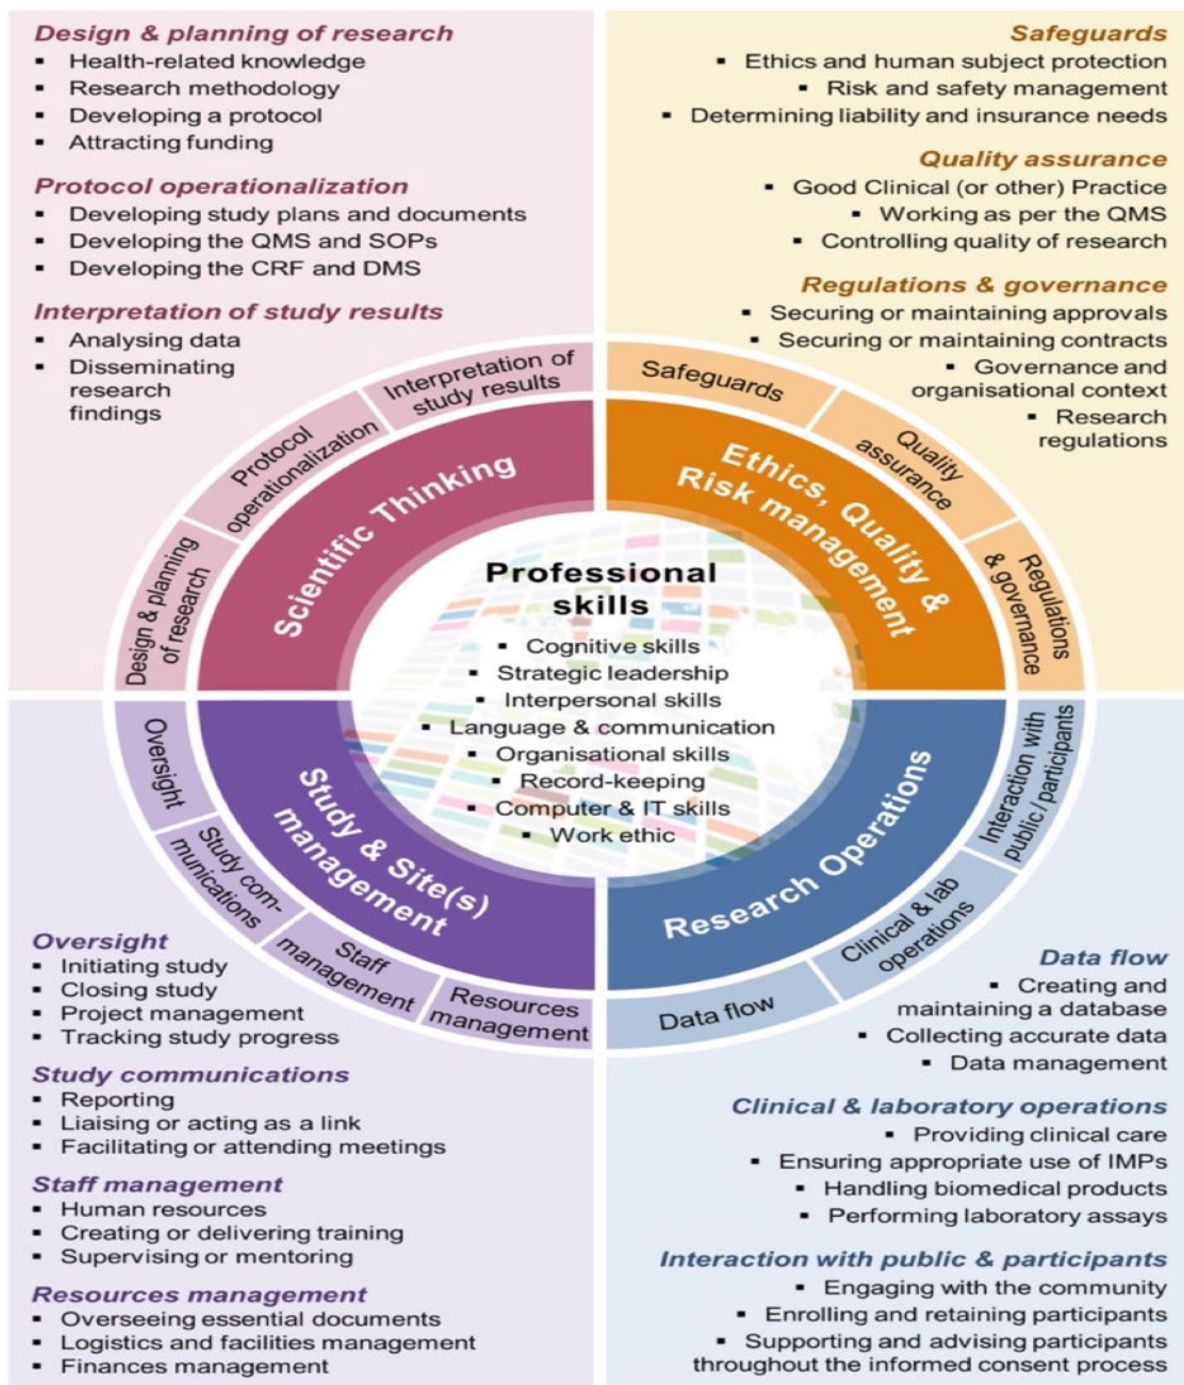 Design & planning of research
▪ Health-related knowledge
▪ Research methodology
▪ Developing a protocol
▪ Attracting funding
Protocol operationalization
▪ Developing study plans and documents
▪ Developing the QMS and SOPs
▪ Developing the CRF and DMS
Interpretation of study results
▪ Analysing data
▪ Disseminating
research
findings
Safeguards
▪ Ethics and human subject protection
▪ Risk and safety management
▪ Determining liability and insurance needs
Quality assurance
▪ Good Clinical (or other) Practice
▪ Working as per the QMS
▪ Controlling quality of research
Regulations & governance
▪ Securing or maintaining approvals
▪ Securing or maintaining contracts
▪ Governance and
organisational context
▪ Research
regulations
Design & planning
of research
Protocol
operationalization
Interpretation of
study results
Safeguards
Quality
assurance
Regulations
& governance
Scientific Thinking
Ethics, Quality &
Risk management
Professional
skills
▪ Cognitive skills
▪ Strategic leadership
▪ Interpersonal skills
▪ Language & communication
▪ Organisational skills
▪ Record-keeping
▪ Computer & IT skills
▪ Work ethic
Study & Site(s)
management
Research Operations
Oversight
Study com-
munications
Staff
management
Resources
management
Data flow
Clinical & lab
operations
Interaction with
public / participants
Oversight
▪ Initiating study
▪ Closing study
▪ Project management
▪ Tracking study progress
Study communications
▪ Reporting
▪ Liaising or acting as a link
▪ Facilitating or attending meetings
Staff management
▪ Human resources
▪ Creating or delivering training
▪ Supervising or mentoring
Resources management
▪ Overseeing essential documents
▪ Logistics and facilities management
▪ Finances management
Data flow
▪ Creating and
maintaining a database
▪ Collecting accurate data
▪ Data management
Clinical & laboratory operations
▪ Providing clinical care
▪ Ensuring appropriate use of IMPs
▪ Handling biomedical products
▪ Performing laboratory assays
Interaction with public & participants
▪ Engaging with the community
▪ Enrolling and retaining participants
▪ Supporting and advising participants
throughout the informed consent process